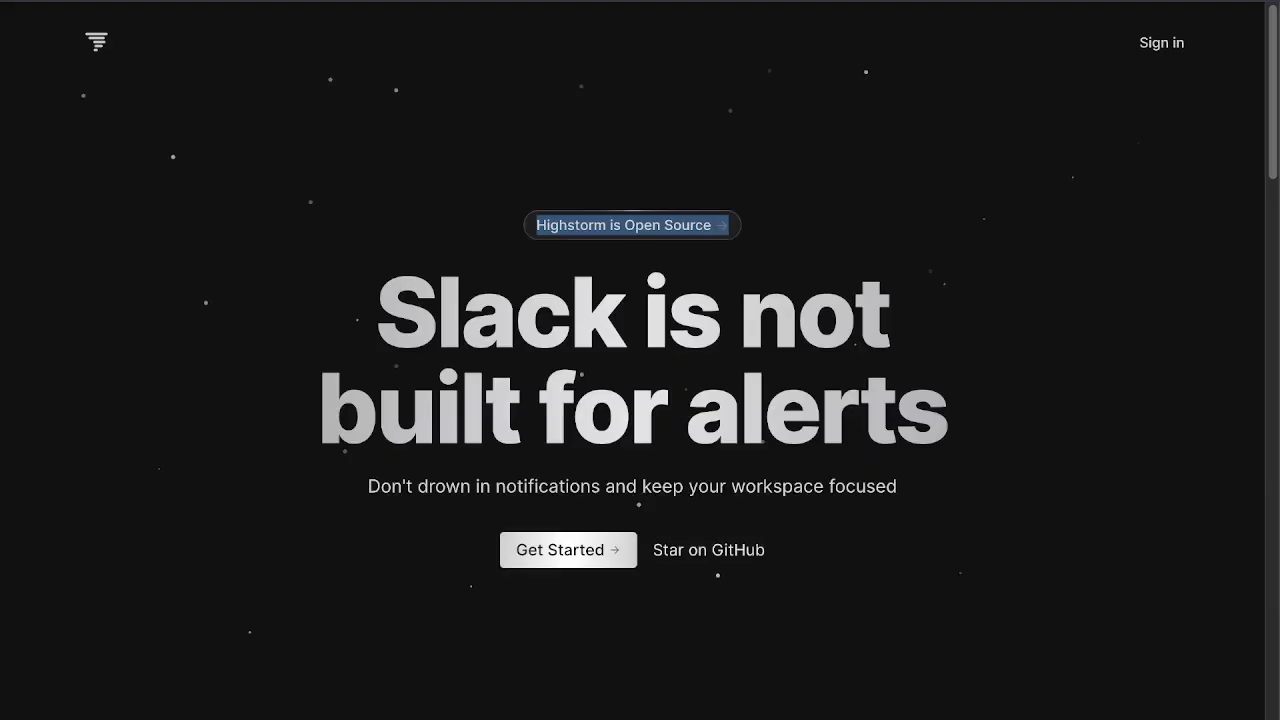 Sign in
Highstorm is Open Source →
Slack is not
built for alerts
Don't drown in notifications and keep your workspace focused
Get Started →
Star on GitHub